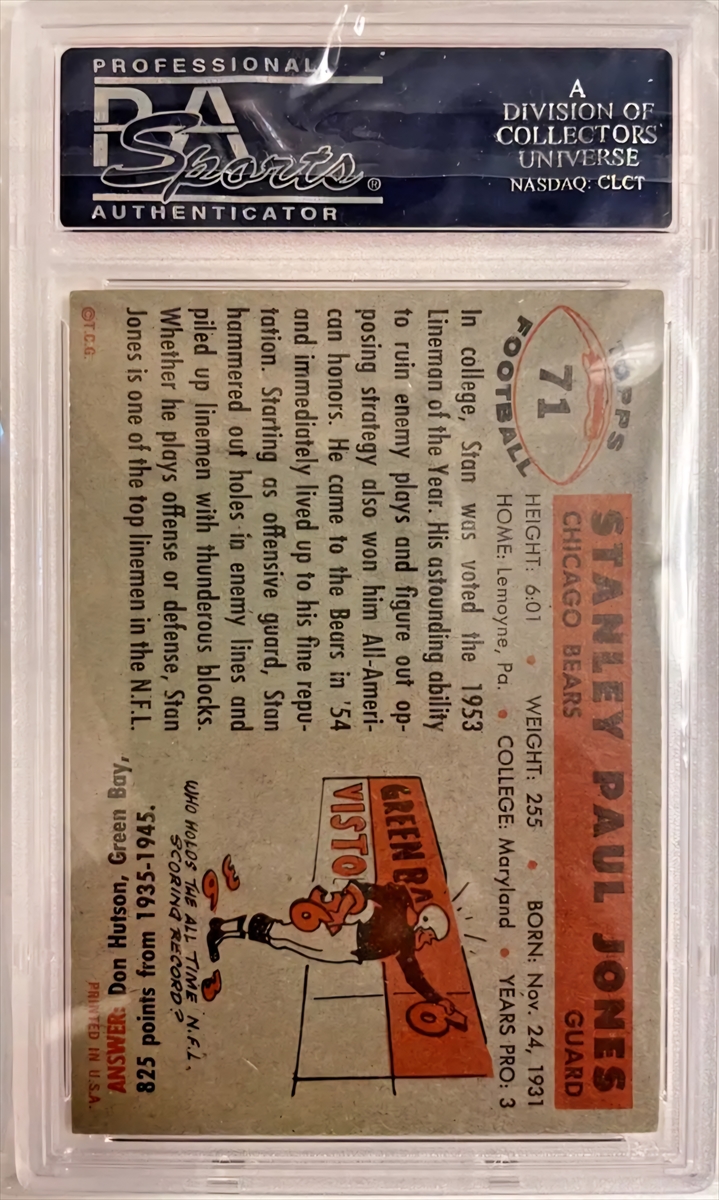 PROFESSIONAL
PSA
Sports®
AUTHENTICATOR
A
DIVISION OF
COLLECTORS
UNIVERSE
NASDAQ: CLCT
TOPPS
71
FOOTBALL
STANLEY PAUL JONES
CHICAGO BEARS GUARD
HEIGHT: 6:01 • WEIGHT: 255 • BORN: Nov. 24, 1931
HOME: Lemoyne, Pa. • COLLEGE: Maryland • YEARS PRO: 3
In college, Stan was voted the 1953
Lineman of the Year. His astounding ability
to ruin enemy plays and figure out op-
posing strategy also won him All-Ameri-
can honors. He came to the Bears in '54
and immediately lived up to his fine repu-
tation. Starting as offensive guard, Stan
hammered out holes in enemy lines and
piled up linemen with thunderous blocks.
Whether he plays offense or defense, Stan
Jones is one of the top linemen in the N.F.L.
©T.C.G.
GREEN BA
VISTO
WHO HOLDS THE ALL TIME N.F.L.
SCORING RECORD?
ANSWER: Don Hutson, Green Bay,
825 points from 1935-1945.
PRINTED IN U.S.A.